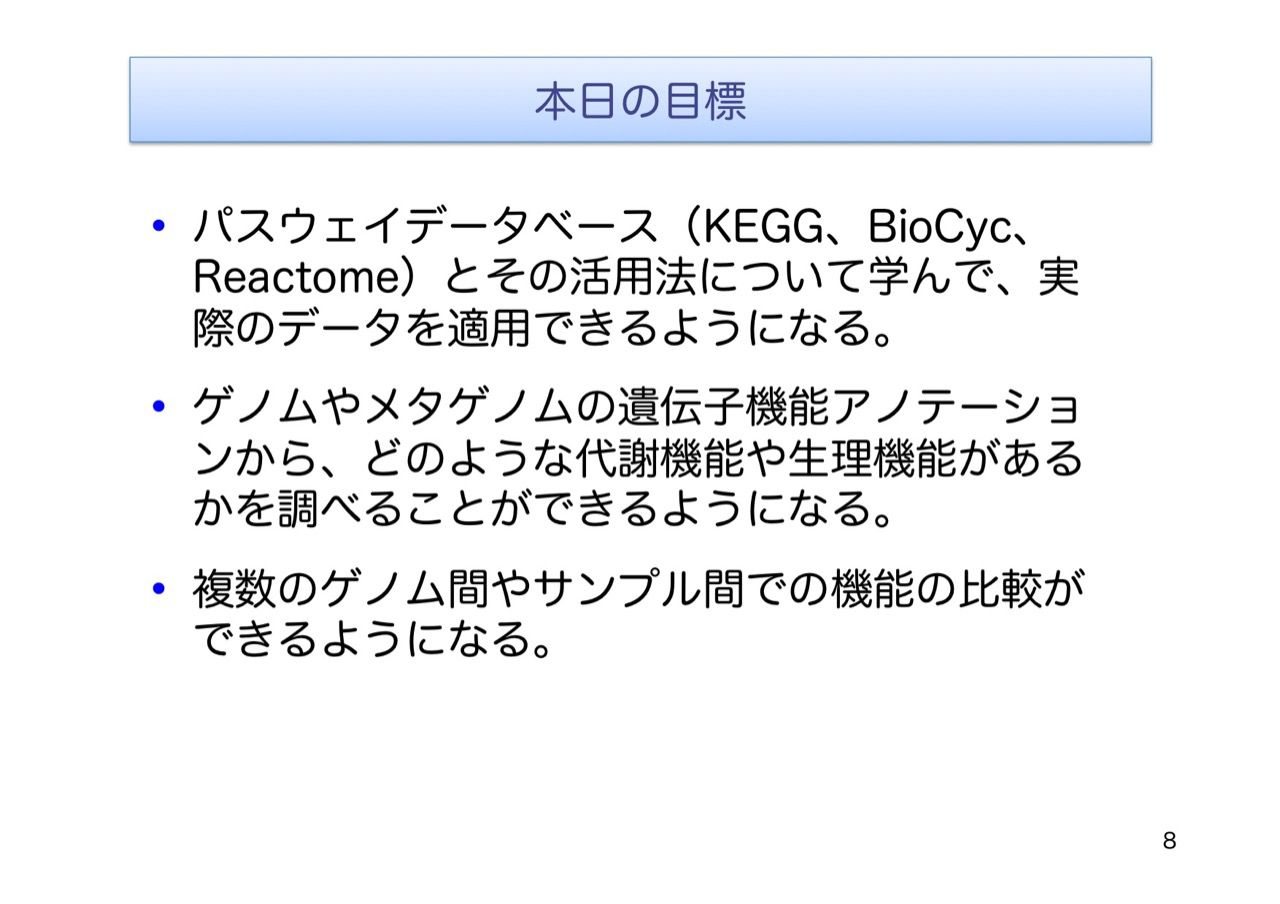 本日の目標
• パスウェイデータベース（KEGG、BioCyc、
Reactome）とその活用法について学んで、実
際のデータを適用できるようになる。
• ゲノムやメタゲノムの遺伝子機能アノテーショ
ンから、どのような代謝機能や生理機能がある
かを調べることができるようになる。
• 複数のゲノム間やサンプル間での機能の比較が
できるようになる。
8